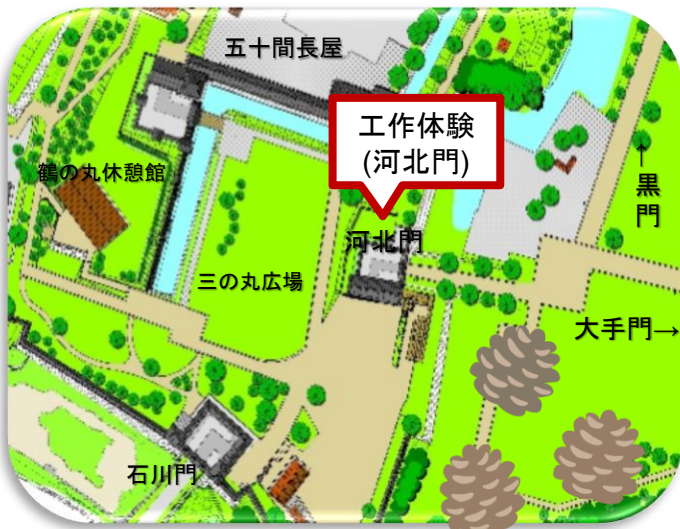 五十間長屋
工作体験
(河北門)
鶴の丸休憩館
↑黒門
河北門
三の丸広場
大手門→
石川門